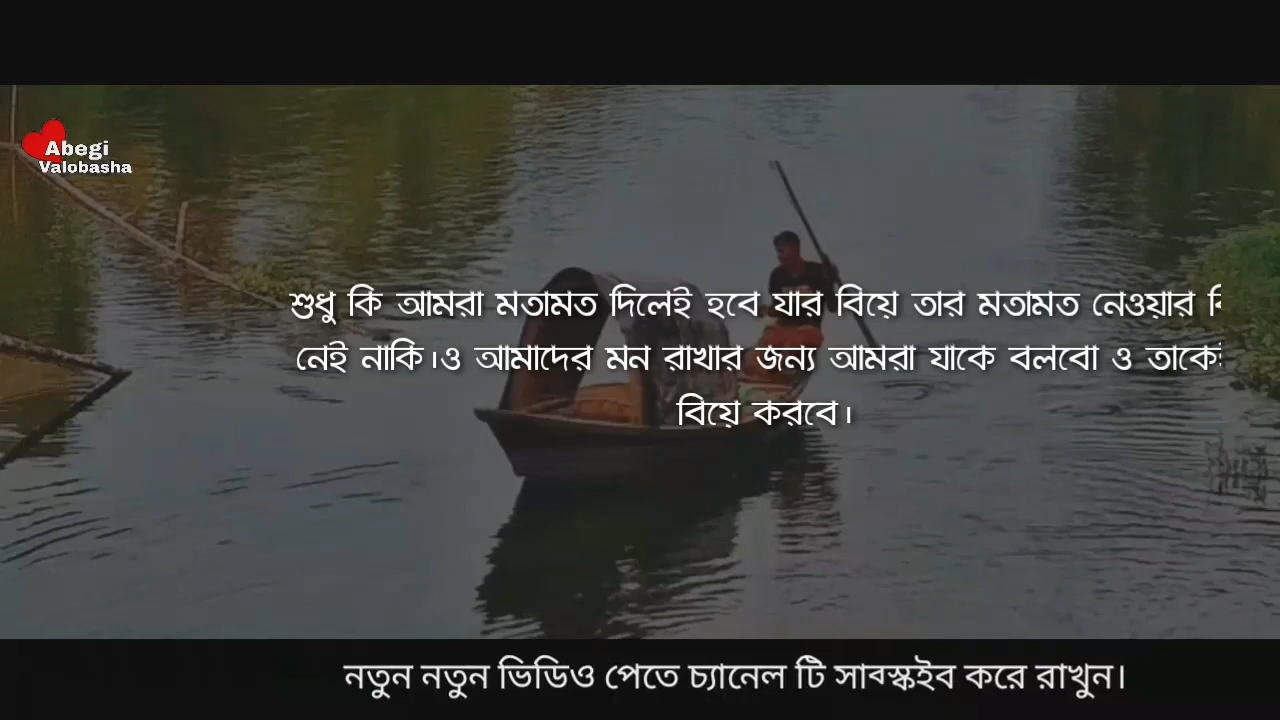 Abegi
Valobasha
শুধু কি আমরা মতামত দিলেই হবে যার বিয়ে তার মতামত নেওয়ার
নেই নাকি।ও আমাদের মন রাখার জন্য আমরা যাকে বলবো ও তাকেই
বিয়ে করবে।
নতুন নতুন ভিডিও পেতে চ্যানেল টি সাবস্কইব করে রাখুন।